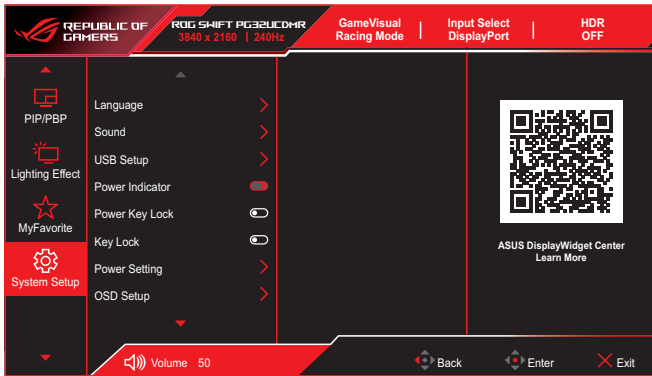 REPUBLIC OF
GAMERS
ROG SWIFT PG32UCDMR
3840 x 2160 | 240Hz
GameVisual
Racing Mode
Input Select
DisplayPort
HDR
OFF
PIP/PBP
Lighting Effect
MyFavorite
System Setup
Language
Sound
USB Setup
Power Indicator
Power Key Lock
Key Lock
Power Setting
OSD Setup
ASUS DisplayWidget Center
Learn More
Volume 50
Back
Enter
Exit